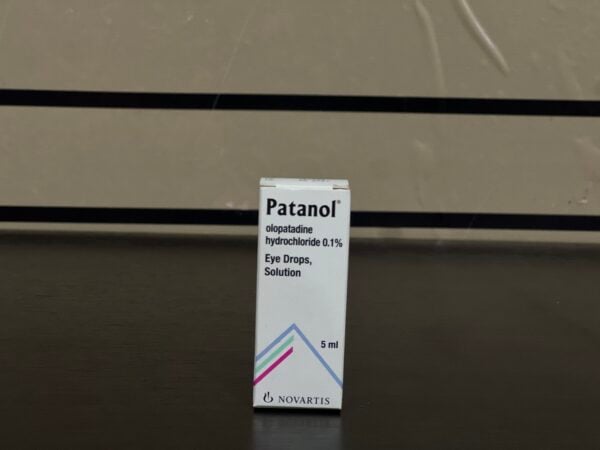 Patanol®
olopatadine
hydrochloride 0.1%
Eye Drops,
Solution
5 ml
NOVARTIS